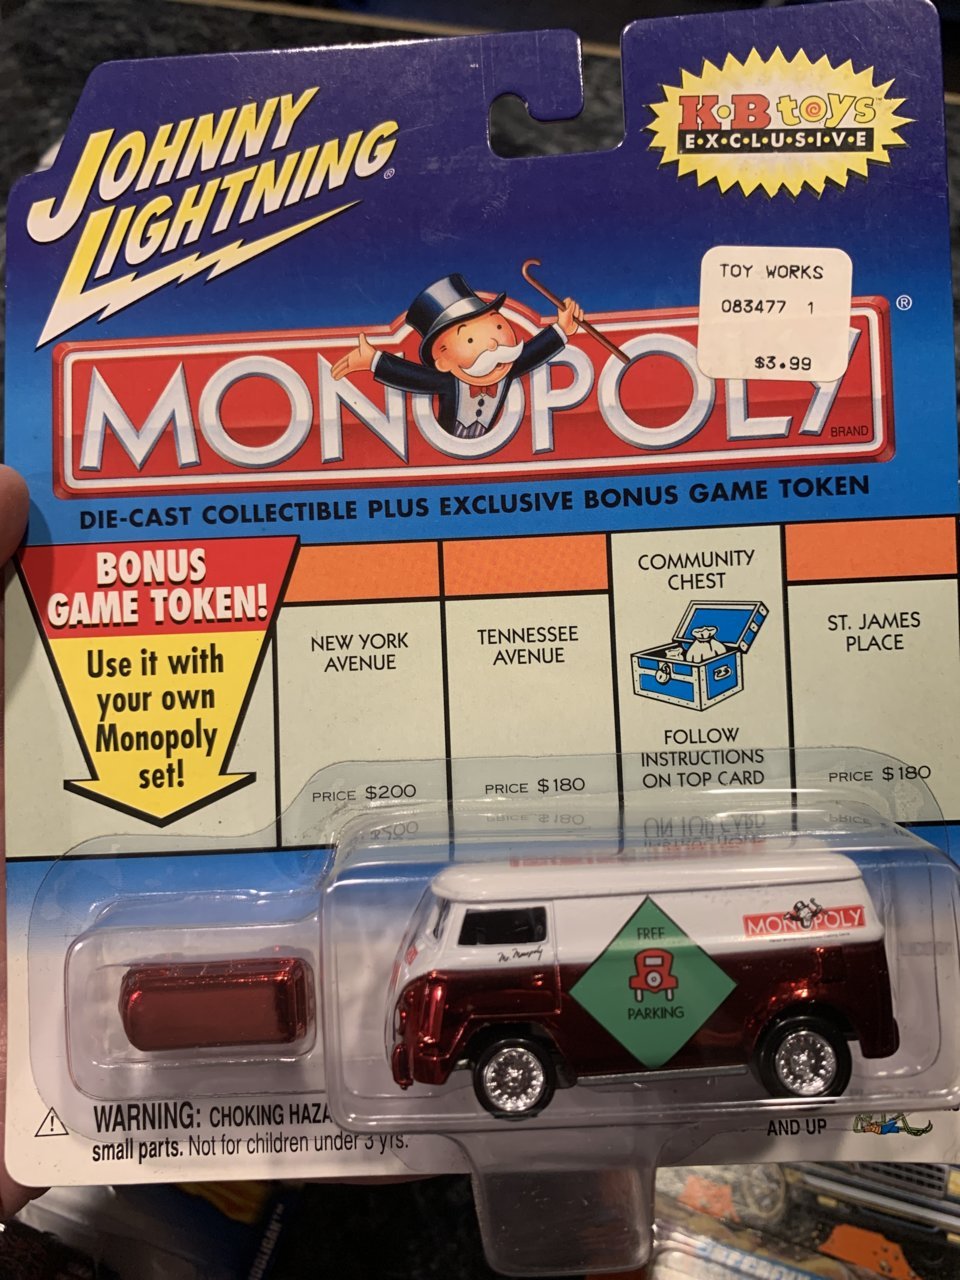 JOHNNY
LIGHTNING®
K·B toys™
E·X·C·L·U·S·I·V·E
TOY WORKS
083477 1
$3.99
MONOPOLY ®
BRAND
DIE-CAST COLLECTIBLE PLUS EXCLUSIVE BONUS GAME TOKEN
BONUS
GAME TOKEN!
Use it with
your own
Monopoly
set!
NEW YORK
AVENUE
PRICE $200
TENNESSEE
AVENUE
PRICE $180
COMMUNITY
CHEST
FOLLOW
INSTRUCTIONS
ON TOP CARD
ST. JAMES
PLACE
PRICE $180
Mr. Monopoly
FREE
PARKING
MONOPOLY
WARNING: CHOKING HAZA
small parts. Not for children under 3 yrs.
AND UP